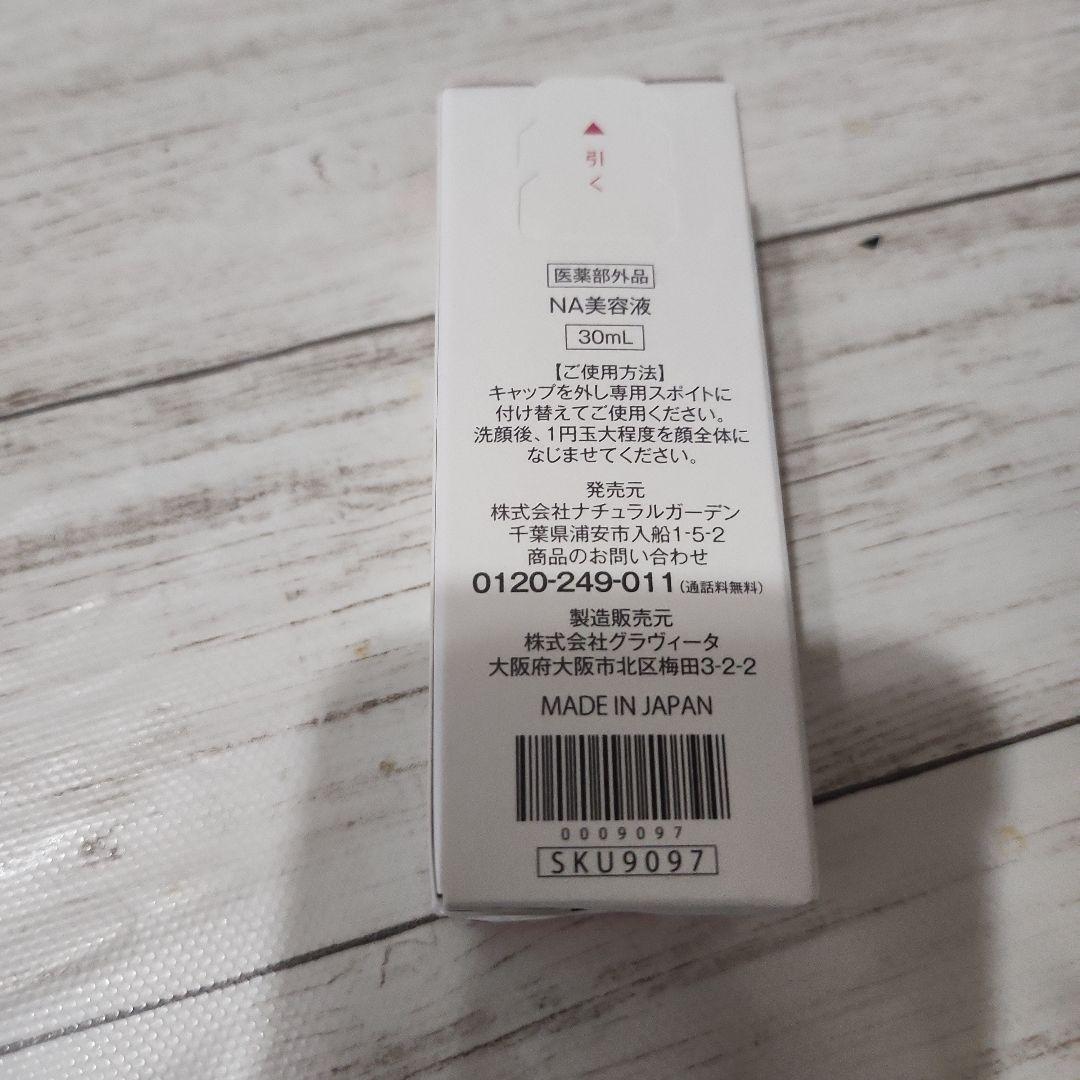 ▲
引
く
医薬部外品
NA美容液
30mL
【ご使用方法】
キャップを外し専用スポイトに
付け替えてご使用ください。
洗顔後、1円玉大程度を顔全体に
なじませてください。
発売元
株式会社ナチュラルガーデン
千葉県浦安市入船1-5-2
商品のお問い合わせ
0120-249-011(通話料無料)
製造販売元
株式会社グラヴィータ
大阪府大阪市北区梅田3-2-2
MADE IN JAPAN
0009097
SKU9097